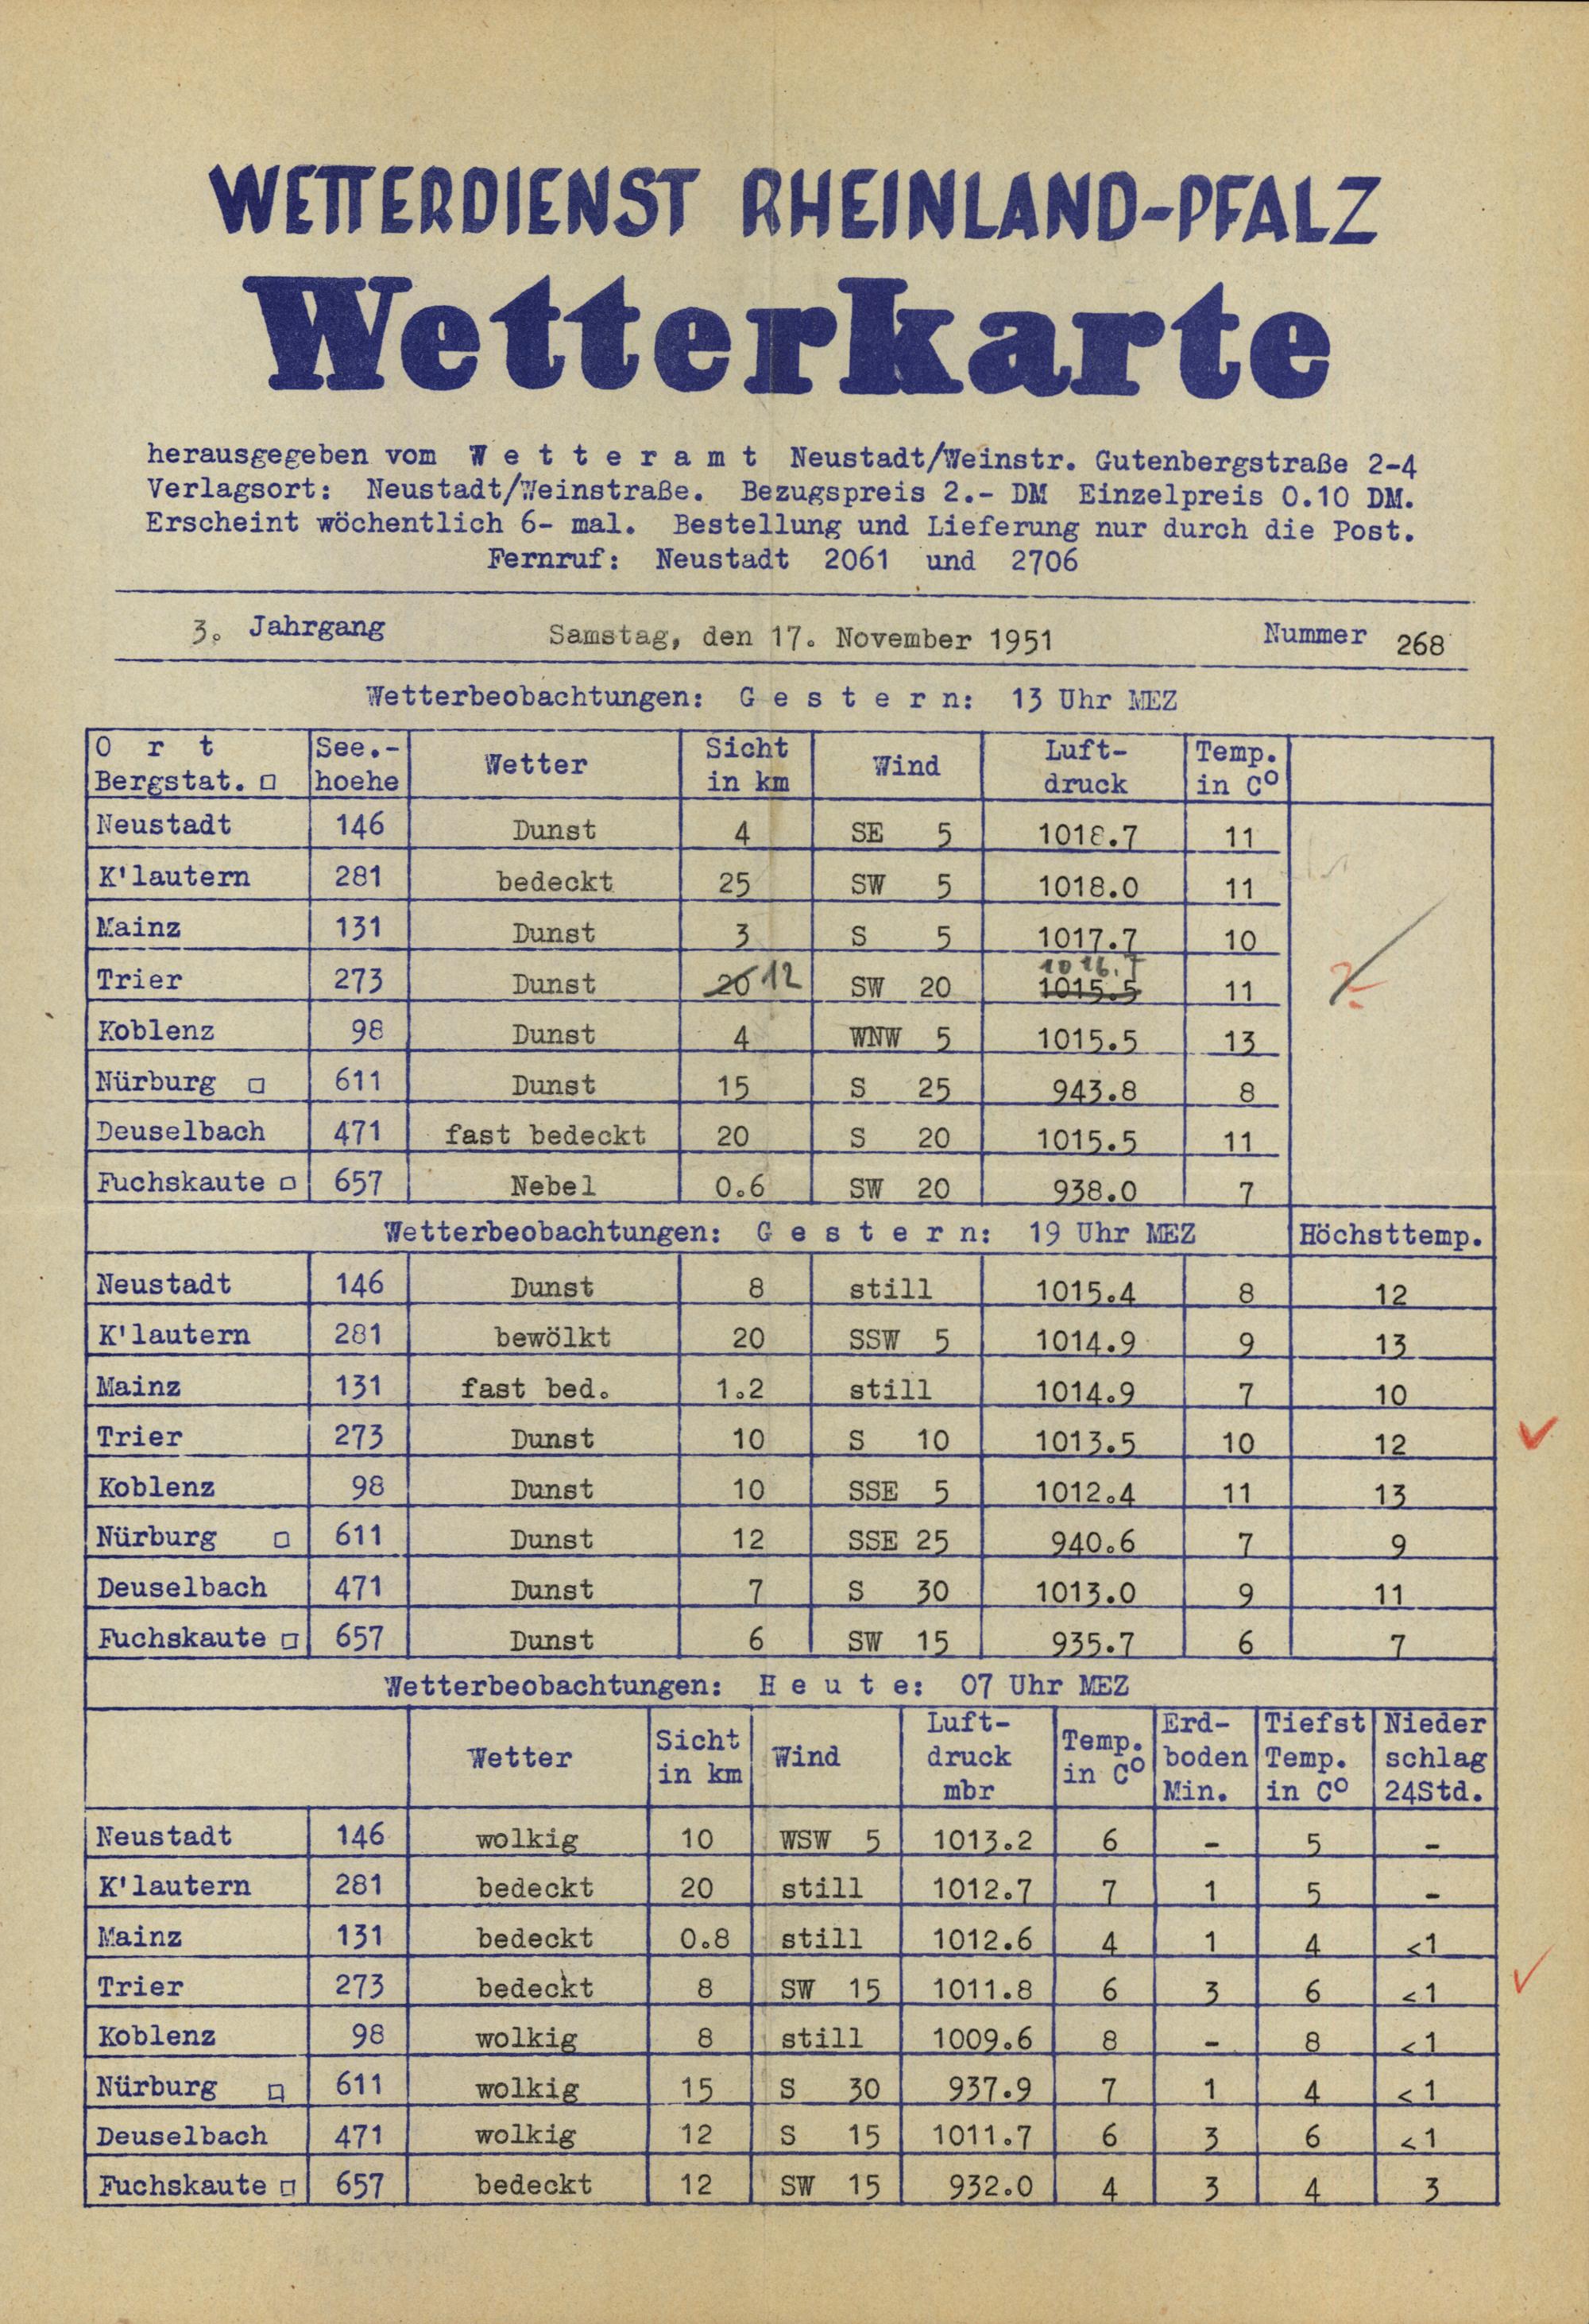 WETTERDIENST RHEINLAND-PFALZ
Wetterkarte
herausgegeben vom W e t t e r a m t Neustadt/Weinstr. Gutenbergstraße 2-4
Verlagsort: Neustadt/Weinstraße. Bezugspreis 2.- DM Einzelpreis 0.10 DM.
Erscheint wöchentlich 6- mal. Bestellung und Lieferung nur durch die Post.
Fernruf: Neustadt 2061 und 2706
3. Jahrgang Samstag, den 17. November 1951 Nummer 268
Wetterbeobachtungen: G e s t e r n: 13 Uhr MEZ
O r t See.- Wetter Sicht Wind Luft- Temp.
Bergstat. □ hoehe in km druck in C°
Neustadt 146 Dunst 4 SE 5 1018.7 11
K'lautern 281 bedeckt 25 SW 5 1018.0 11
Mainz 131 Dunst 3 S 5 1017.7 10
Trier 273 Dunst 20 12 SW 20 1015.5 11
Koblenz 98 Dunst 4 WNW 5 1015.5 13
Nürburg □ 611 Dunst 15 S 25 943.8 8
Deuselbach 471 fast bedeckt 20 S 20 1015.5 11
Fuchskaute □ 657 Nebel 0.6 SW 20 938.0 7
Wetterbeobachtungen: G e s t e r n: 19 Uhr MEZ Höchsttemp.
Neustadt 146 Dunst 8 still 1015.4 8 12
K'lautern 281 bewölkt 20 SSW 5 1014.9 9 13
Mainz 131 fast bed. 1.2 still 1014.9 7 10
Trier 273 Dunst 10 S 10 1013.5 10 12
Koblenz 98 Dunst 10 SSE 5 1012.4 11 13
Nürburg □ 611 Dunst 12 SSE 25 940.6 7 9
Deuselbach 471 Dunst 7 S 30 1013.0 9 11
Fuchskaute □ 657 Dunst 6 SW 15 935.7 6 7
Wetterbeobachtungen: H e u t e: 07 Uhr MEZ
Wetter Sicht Wind Luft- Temp. Erd- Tiefst Nieder
in km druck in C° boden Temp. schlag
mbr Min. in C° 24Std.
Neustadt 146 wolkig 10 WSW 5 1013.2 6 - 5 -
K'lautern 281 bedeckt 20 still 1012.7 7 1 5 -
Mainz 131 bedeckt 0.8 still 1012.6 4 1 4 <1
Trier 273 bedeckt 8 SW 15 1011.8 6 3 6 <1
Koblenz 98 wolkig 8 still 1009.6 8 - 8 <1
Nürburg □ 611 wolkig 15 S 30 937.9 7 1 4 <1
Deuselbach 471 wolkig 12 S 15 1011.7 6 3 6 <1
Fuchskaute □ 657 bedeckt 12 SW 15 932.0 4 3 4 3